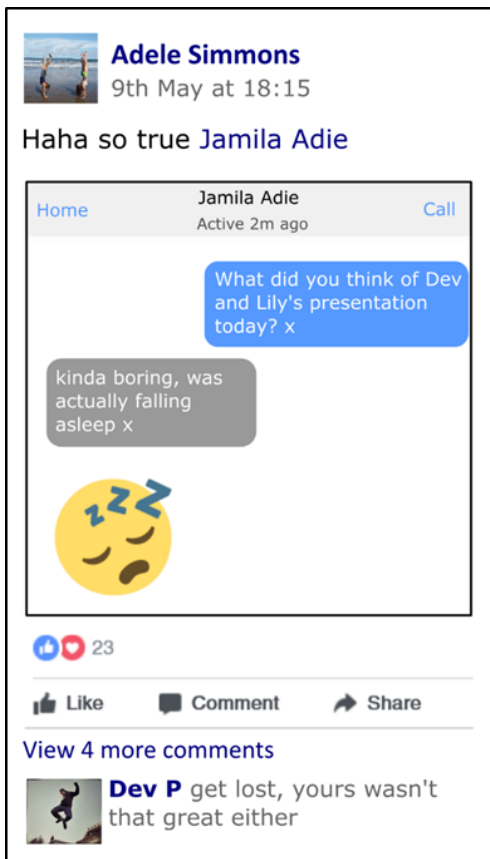 Adele Simmons
9th May at 18:15
Haha so true Jamila Adie
Home
Jamila Adie
Call
Active 2m ago
What did you think of Dev
and Lily's presentation
today? x
kinda boring, was
actually falling
asleep x
zzZ
23
Like
Comment
Share
View 4 more comments
Dev P get lost, yours wasn't
that great either